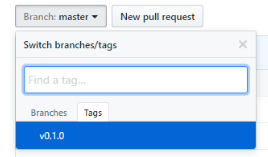 Branch: master
New pull request
Switch branches/tags
Find a tag...
Branches
Tags
v0.1.0